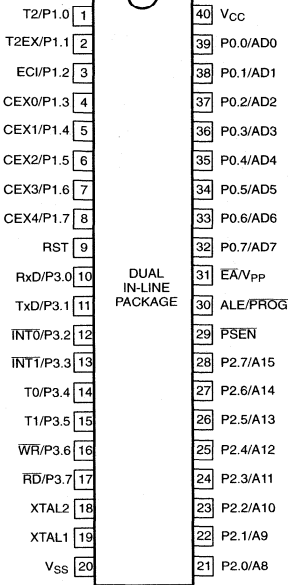 T2/P1.0 1
T2EX/P1.1 2
ECI/P1.2 3
CEX0/P1.3 4
CEX1/P1.4 5
CEX2/P1.5 6
CEX3/P1.6 7
CEX4/P1.7 8
RST 9
RxD/P3.0 10
TxD/P3.1 11
I̅N̅T̅0̅/P3.2 12
I̅N̅T̅1̅/P3.3 13
T0/P3.4 14
T1/P3.5 15
W̅R̅/P3.6 16
R̅D̅/P3.7 17
XTAL2 18
XTAL1 19
VSS 20
DUAL
IN-LINE
PACKAGE
40 VCC
39 P0.0/AD0
38 P0.1/AD1
37 P0.2/AD2
36 P0.3/AD3
35 P0.4/AD4
34 P0.5/AD5
33 P0.6/AD6
32 P0.7/AD7
31 E̅A̅/VPP
30 ALE/P̅R̅O̅G̅
29 P̅S̅E̅N̅
28 P2.7/A15
27 P2.6/A14
26 P2.5/A13
25 P2.4/A12
24 P2.3/A11
23 P2.2/A10
22 P2.1/A9
21 P2.0/A8